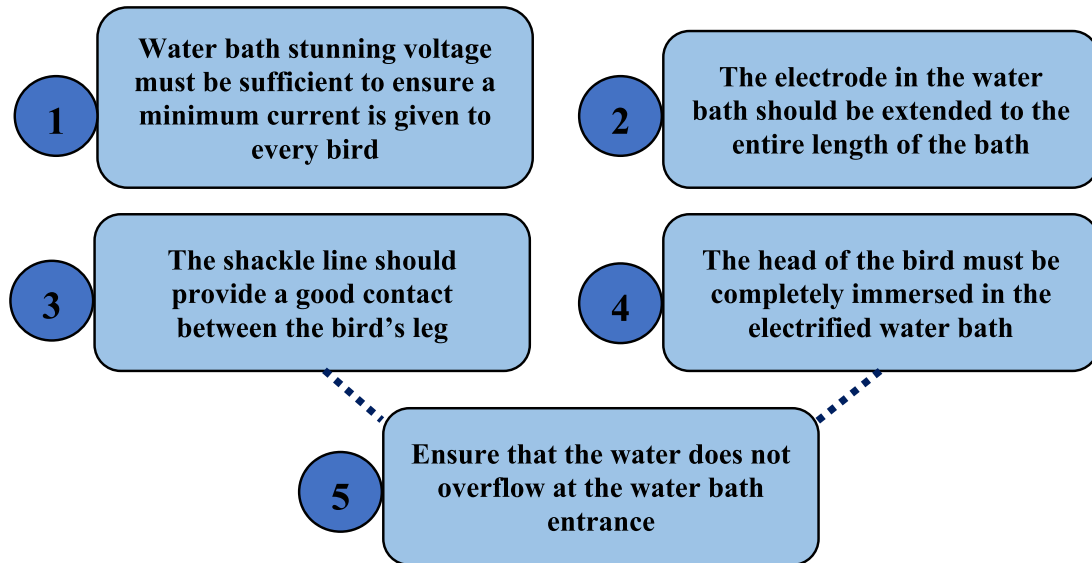 1
Water bath stunning voltage
must be sufficient to ensure a
minimum current is given to
every bird
2
The electrode in the water
bath should be extended to the
entire length of the bath
3
The shackle line should
provide a good contact
between the bird’s leg
4
The head of the bird must be
completely immersed in the
electrified water bath
5
Ensure that the water does not
overflow at the water bath
entrance